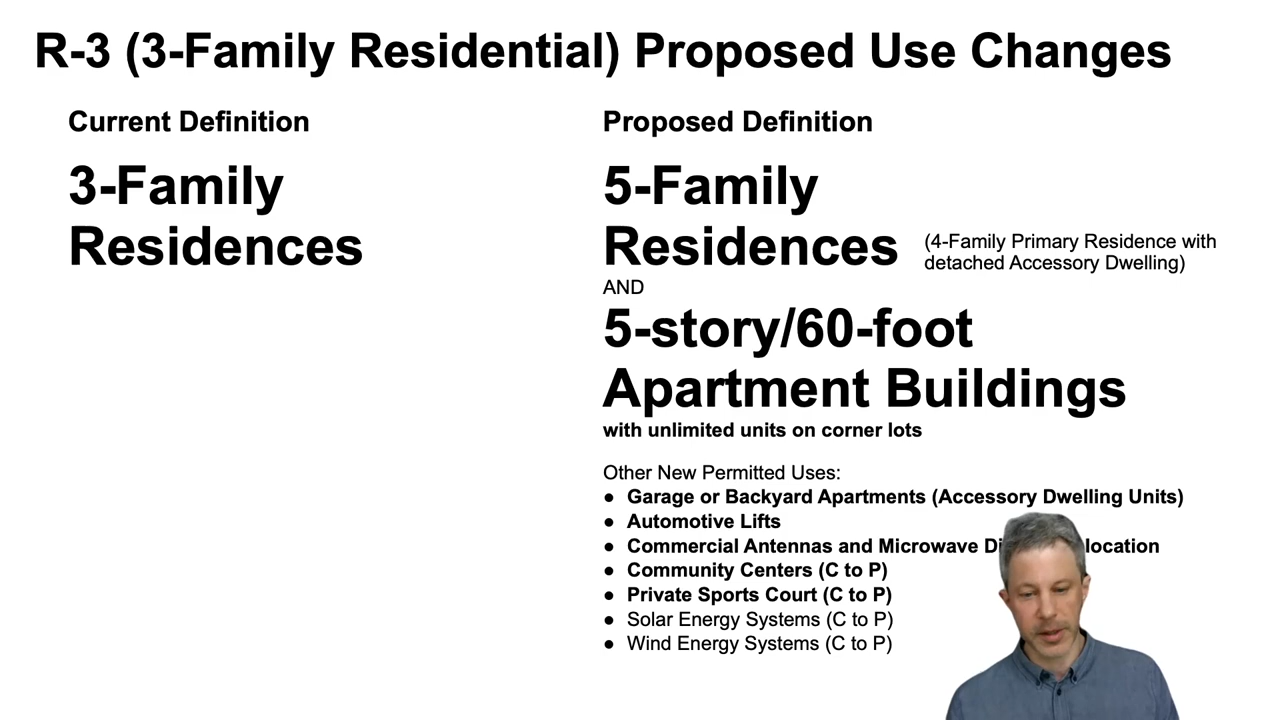 R-3 (3-Family Residential) Proposed Use Changes
Current Definition
3-Family
Residences
Proposed Definition
5-Family
Residences (4-Family Primary Residence with
detached Accessory Dwelling)
AND
5-story/60-foot
Apartment Buildings
with unlimited units on corner lots
Other New Permitted Uses:
● Garage or Backyard Apartments (Accessory Dwelling Units)
● Automotive Lifts
● Commercial Antennas and Microwave location
● Community Centers (C to P)
● Private Sports Court (C to P)
● Solar Energy Systems (C to P)
● Wind Energy Systems (C to P)